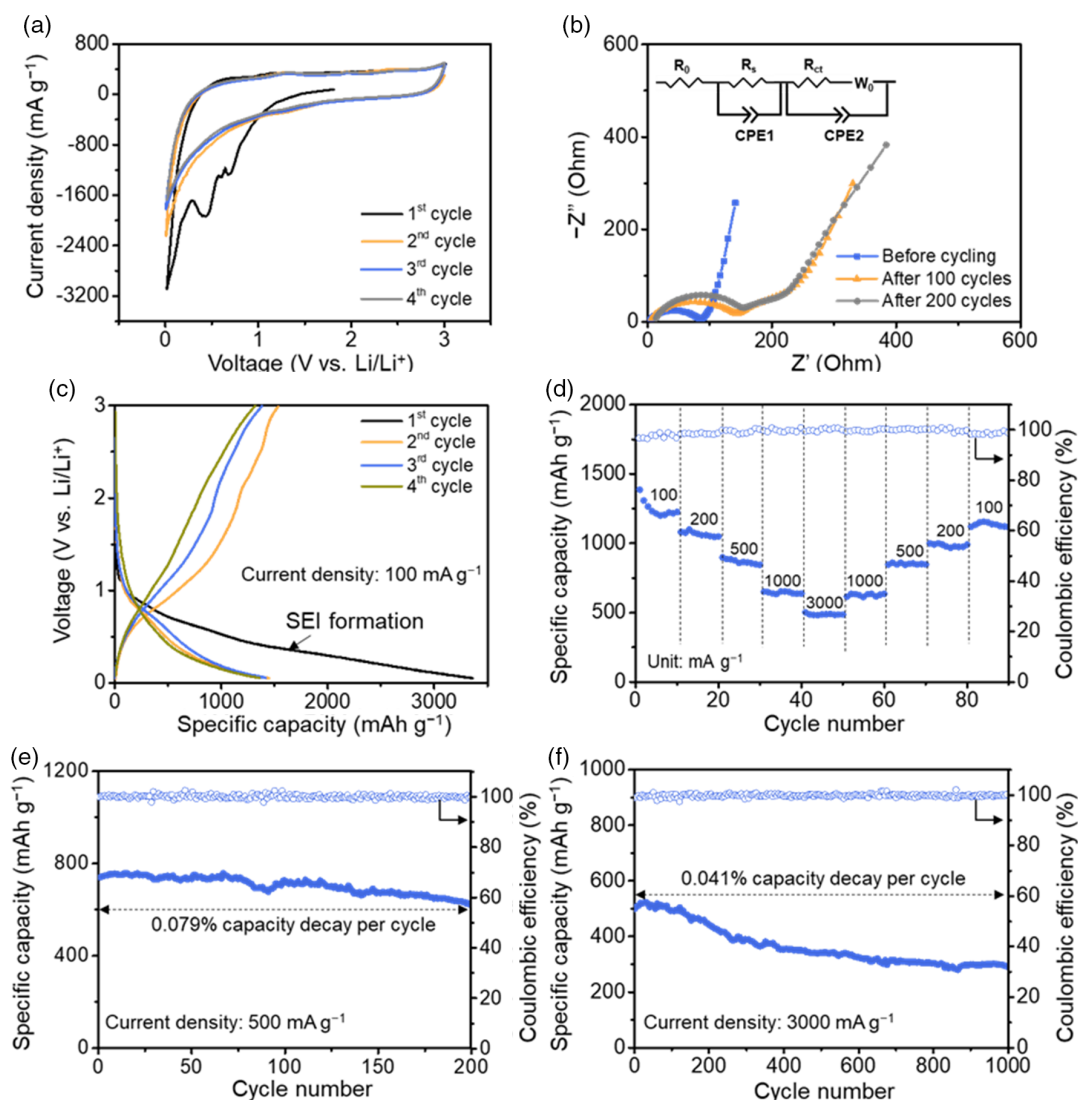 (a)
800
0
-800
-1600
-2400
-3200
Current density (mA g⁻¹)
0
1
2
3
Voltage (V vs. Li/Li⁺)
1ˢᵗ cycle
2ⁿᵈ cycle
3ʳᵈ cycle
4ᵗʰ cycle
(b)
600
400
200
0
−Z″ (Ohm)
0
200
400
600
Z' (Ohm)
R₀
Rₛ
R_ct
W₀
CPE1
CPE2
Before cycling
After 100 cycles
After 200 cycles
(c)
3
2
1
0
Voltage (V vs. Li/Li⁺)
0
1000
2000
3000
Specific capacity (mAh g⁻¹)
1ˢᵗ cycle
2ⁿᵈ cycle
3ʳᵈ cycle
4ᵗʰ cycle
Current density: 100 mA g⁻¹
SEI formation
(d)
2000
1750
1500
1250
1000
500
250
0
Specific capacity (mAh g⁻¹)
100
200
500
1000
3000
1000
500
200
100
Unit: mA g⁻¹
0
20
40
60
80
Cycle number
100
80
60
40
20
0
Coulombic efficiency (%)
(e)
1200
800
400
0
Specific capacity (mAh g⁻¹)
0.079% capacity decay per cycle
Current density: 500 mA g⁻¹
0
50
100
150
200
Cycle number
100
80
60
40
20
0
Coulombic efficiency (%)
(f)
1000
900
800
600
500
400
300
200
100
0
Specific capacity (mAh g⁻¹)
0.041% capacity decay per cycle
Current density: 3000 mA g⁻¹
0
200
400
600
800
1000
Cycle number
100
80
60
40
20
0
Coulombic efficiency (%)